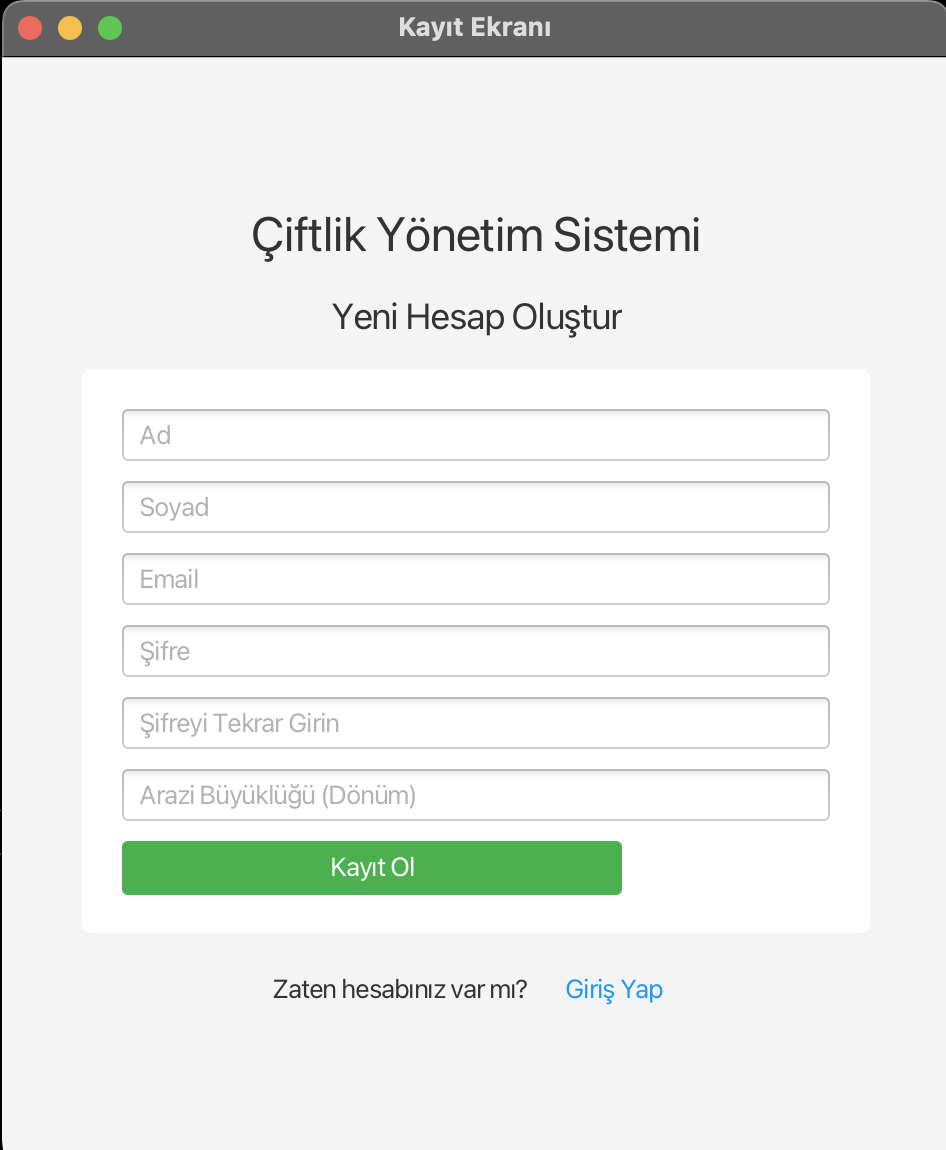 Kayıt Ekranı
Çiftlik Yönetim Sistemi
Yeni Hesap Oluştur
Ad
Soyad
Email
Şifre
Şifreyi Tekrar Girin
Arazi Büyüklüğü (Dönüm)
Kayıt Ol
Zaten hesabınız var mı? Giriş Yap